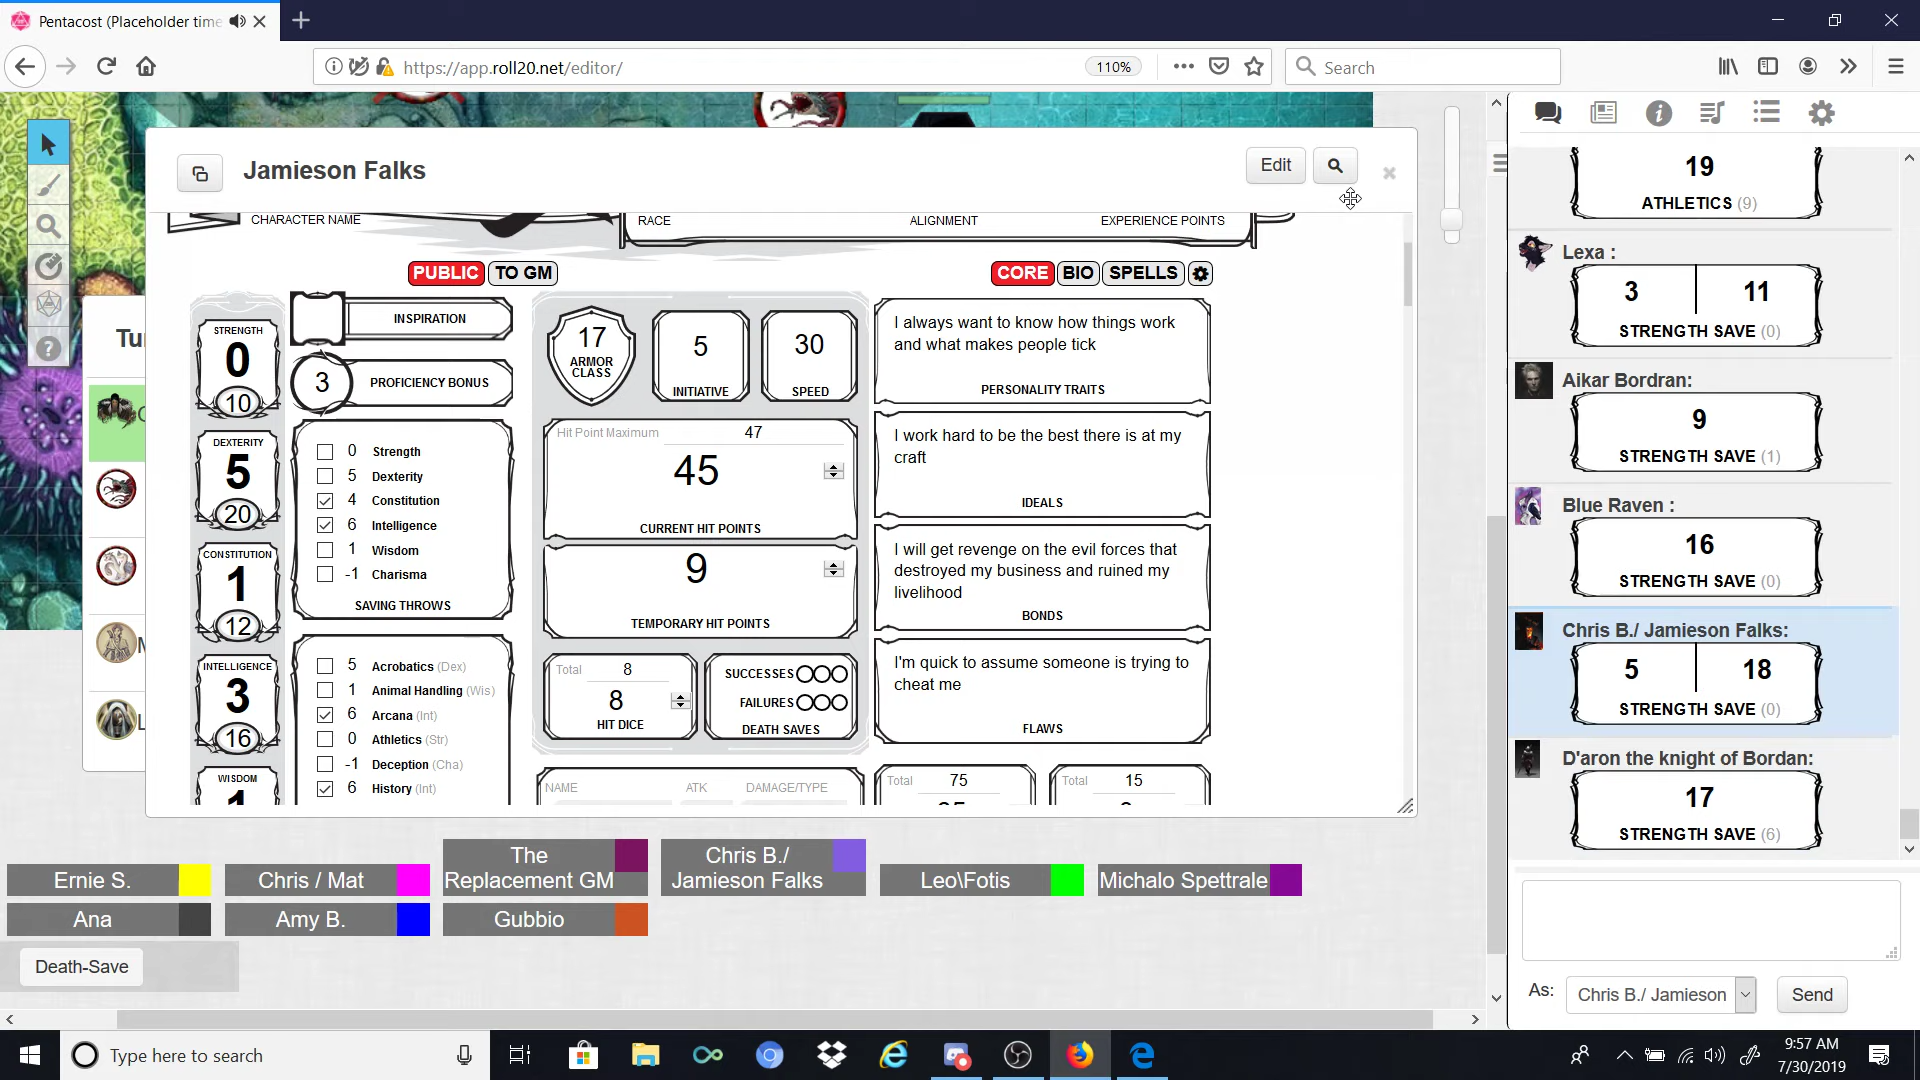 Pentacost (Placeholder time
https://app.roll20.net/editor/
110%
Search
Jamieson Falks
Edit
CHARACTER NAME
RACE
ALIGNMENT
EXPERIENCE POINTS
PUBLIC
TO GM
CORE
BIO
SPELLS
STRENGTH
0
10
DEXTERITY
5
20
CONSTITUTION
1
12
INTELLIGENCE
3
16
WISDOM
INSPIRATION
3
PROFICIENCY BONUS
0 Strength
5 Dexterity
4 Constitution
6 Intelligence
1 Wisdom
-1 Charisma
SAVING THROWS
5 Acrobatics (Dex)
1 Animal Handling (Wis)
6 Arcana (Int)
0 Athletics (Str)
-1 Deception (Cha)
6 History (Int)
17
ARMOR
CLASS
5
INITIATIVE
30
SPEED
Hit Point Maximum 47
45
CURRENT HIT POINTS
9
TEMPORARY HIT POINTS
Total 8
8
HIT DICE
SUCCESSES
FAILURES
DEATH SAVES
NAME
ATK
DAMAGE/TYPE
I always want to know how things work
and what makes people tick
PERSONALITY TRAITS
I work hard to be the best there is at my
craft
IDEALS
I will get revenge on the evil forces that
destroyed my business and ruined my
livelihood
BONDS
I'm quick to assume someone is trying to
cheat me
FLAWS
Total 75
Total 15
Tu
19
ATHLETICS (9)
Lexa :
3 11
STRENGTH SAVE (0)
Aikar Bordran:
9
STRENGTH SAVE (1)
Blue Raven :
16
STRENGTH SAVE (0)
Chris B./ Jamieson Falks:
5 18
STRENGTH SAVE (0)
D'aron the knight of Bordan:
17
STRENGTH SAVE (6)
As:
Chris B./ Jamieson
Send
Ernie S.
Chris / Mat
The
Replacement GM
Chris B./
Jamieson Falks
Leo\Fotis
Michalo Spettrale
Ana
Amy B.
Gubbio
Death-Save
Type here to search
9:57 AM
7/30/2019